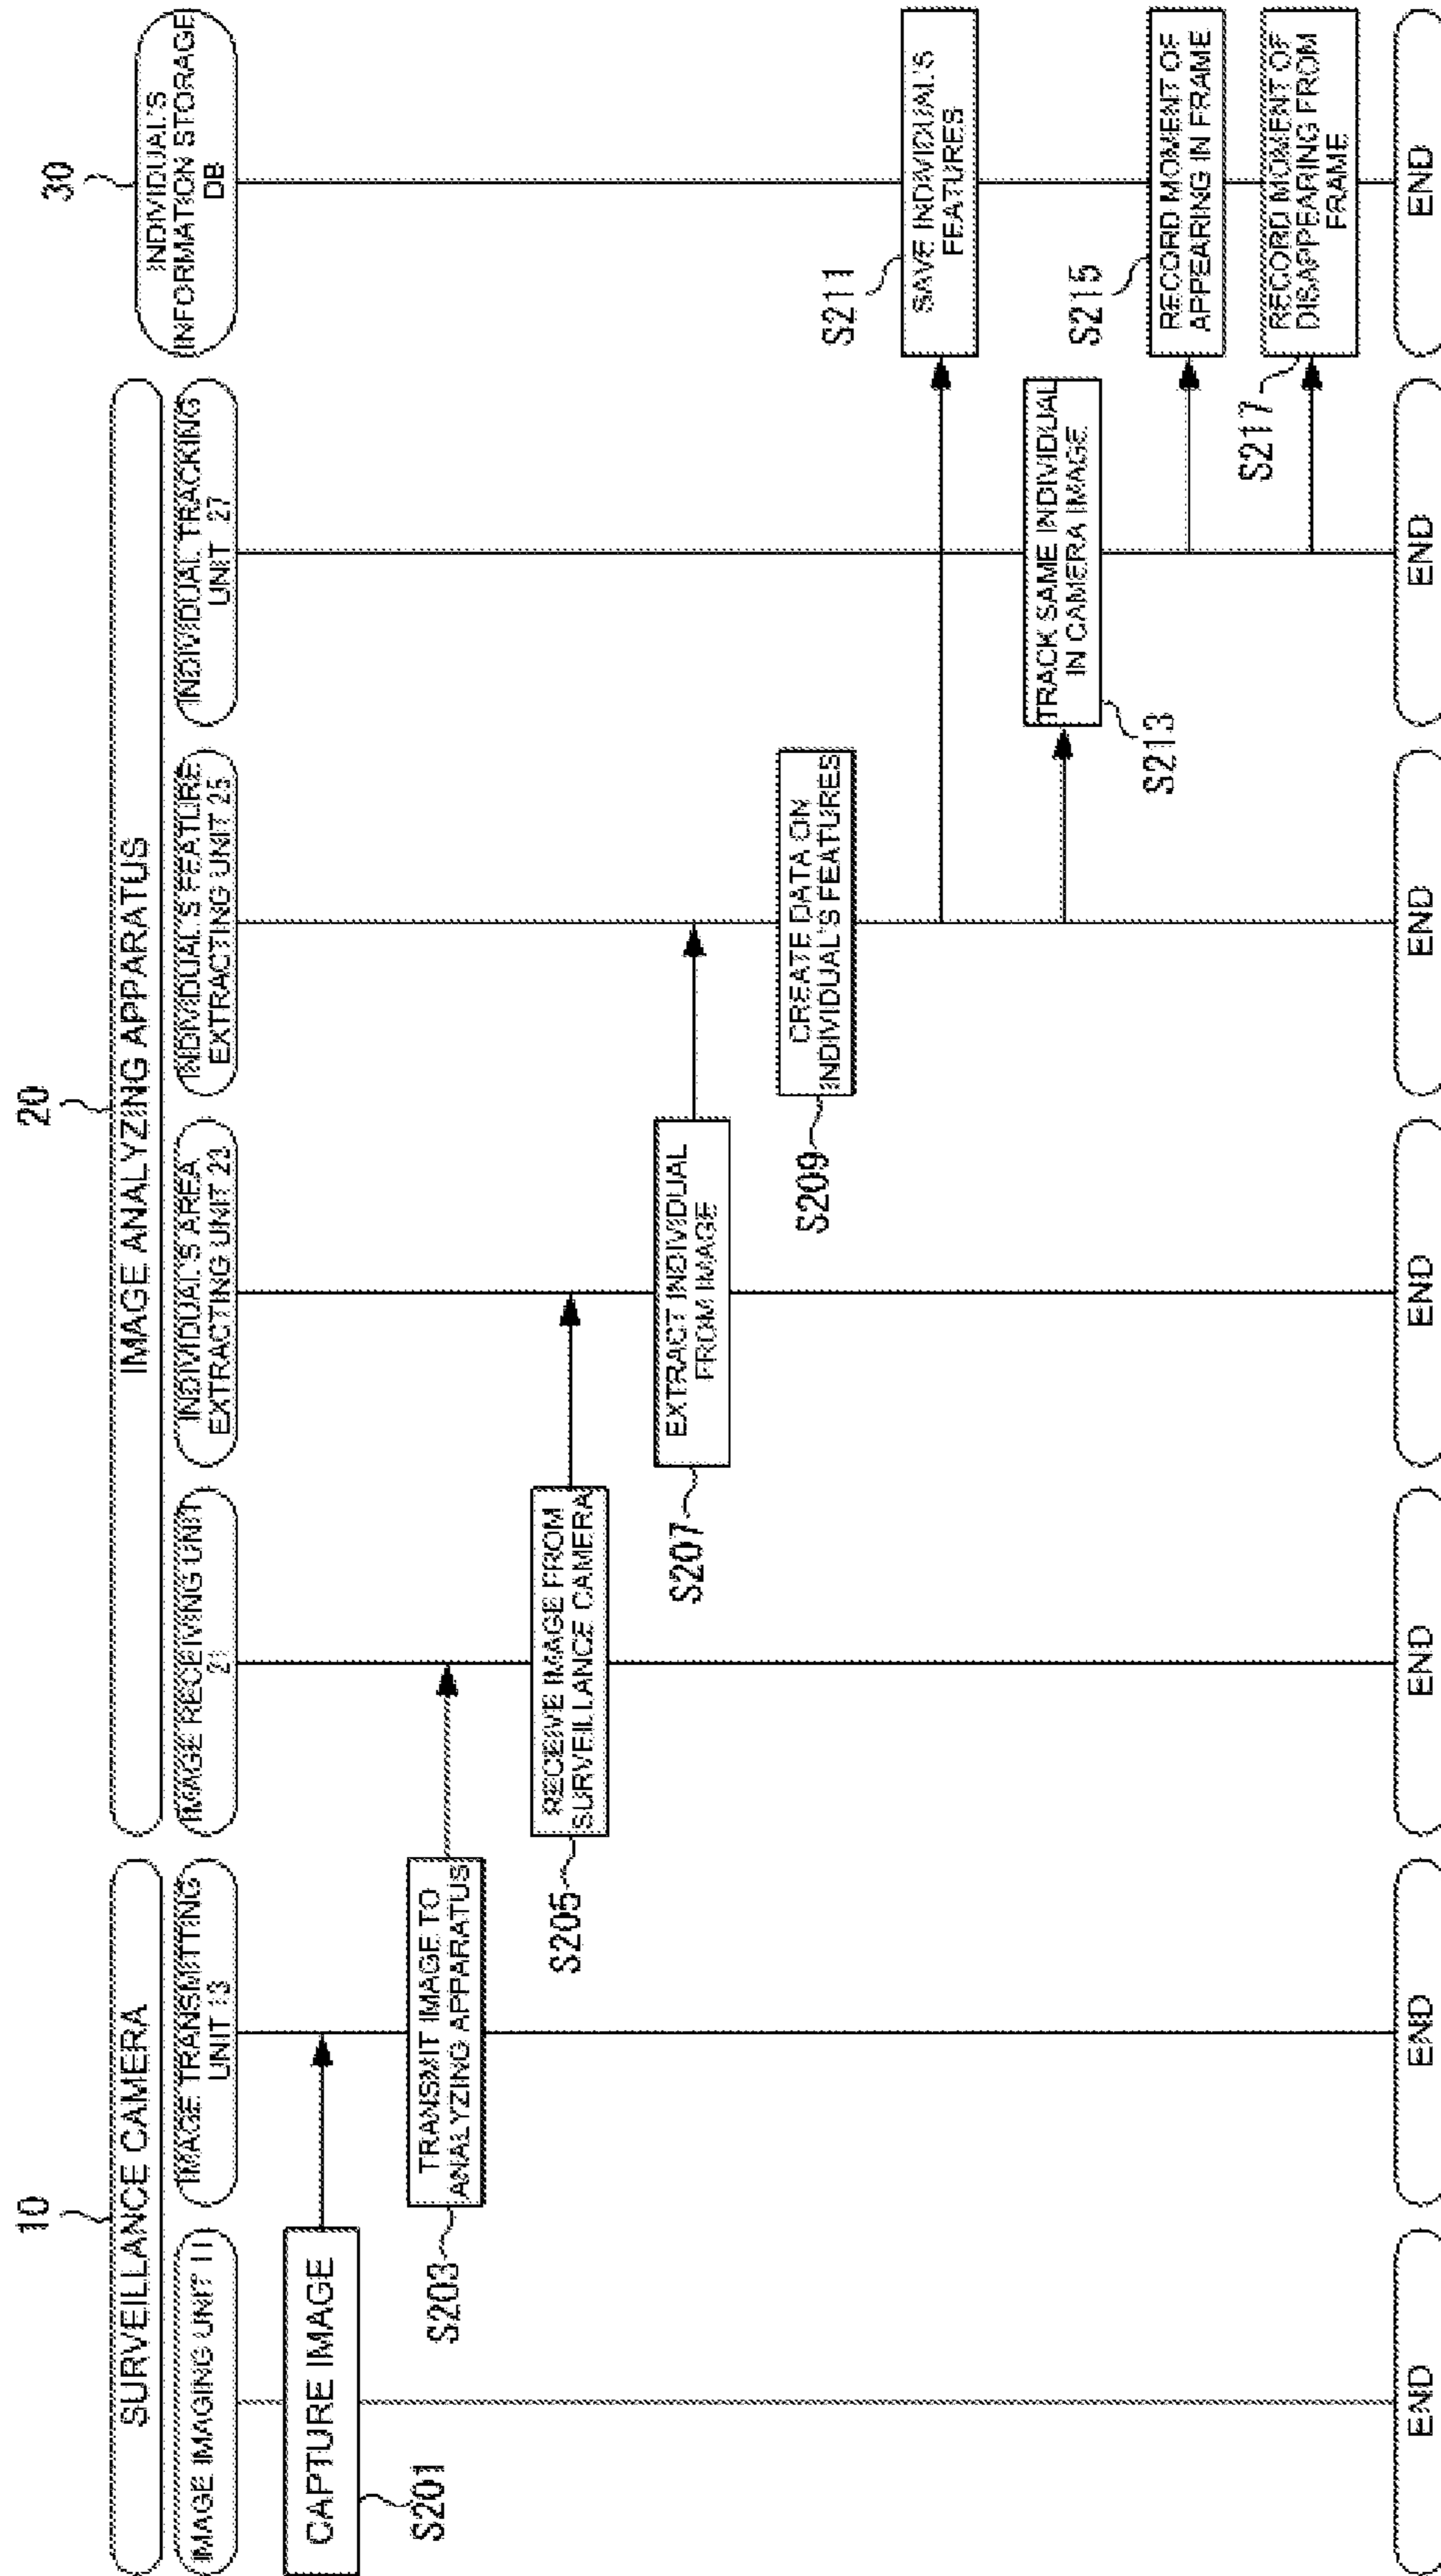 10
20
30
SURVEILLANCE CAMERA
IMAGE ANALYZING APPARATUS
INDIVIDUAL'S
INFORMATION STORAGE
DB
IMAGE IMAGING UNIT 11
IMAGE TRANSMITTING
UNIT 13
IMAGE RECEIVING UNIT
21
INDIVIDUAL'S AREA
EXTRACTING UNIT 23
INDIVIDUAL'S FEATURE
EXTRACTING UNIT 25
INDIVIDUAL TRACKING
UNIT 27
CAPTURE IMAGE
S201
TRANSMIT IMAGE TO
ANALYZING APPARATUS
S203
RECEIVE IMAGE FROM
SURVEILLANCE CAMERA
S205
EXTRACT INDIVIDUAL
FROM IMAGE
S207
CREATE DATA ON
INDIVIDUAL'S FEATURES
S209
S211
SAVE INDIVIDUAL'S
FEATURES
TRACK SAME INDIVIDUAL
IN CAMERA IMAGE
S213
S215
RECORD MOMENT OF
APPEARING IN FRAME
S217
RECORD MOMENT OF
DISAPPEARING FROM
FRAME
END
END
END
END
END
END
END